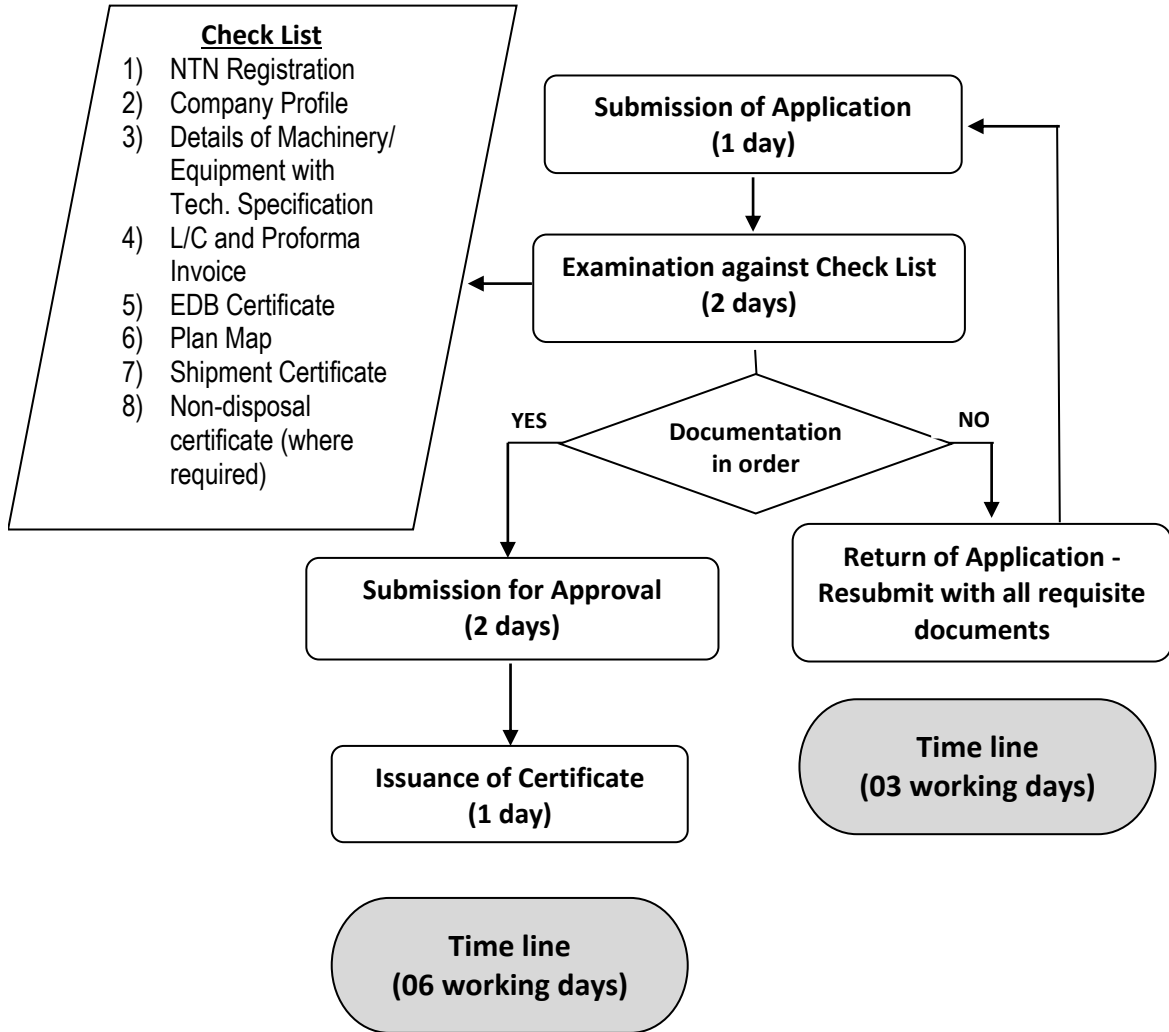 Check List
1) NTN Registration
2) Company Profile
3) Details of Machinery/
Equipment with
Tech. Specification
4) L/C and Proforma
Invoice
5) EDB Certificate
6) Plan Map
7) Shipment Certificate
8) Non-disposal
certificate (where
required)
Submission of Application
(1 day)
Examination against Check List
(2 days)
Documentation
in order
YES
NO
Submission for Approval
(2 days)
Return of Application -
Resubmit with all requisite
documents
Issuance of Certificate
(1 day)
Time line
(03 working days)
Time line
(06 working days)